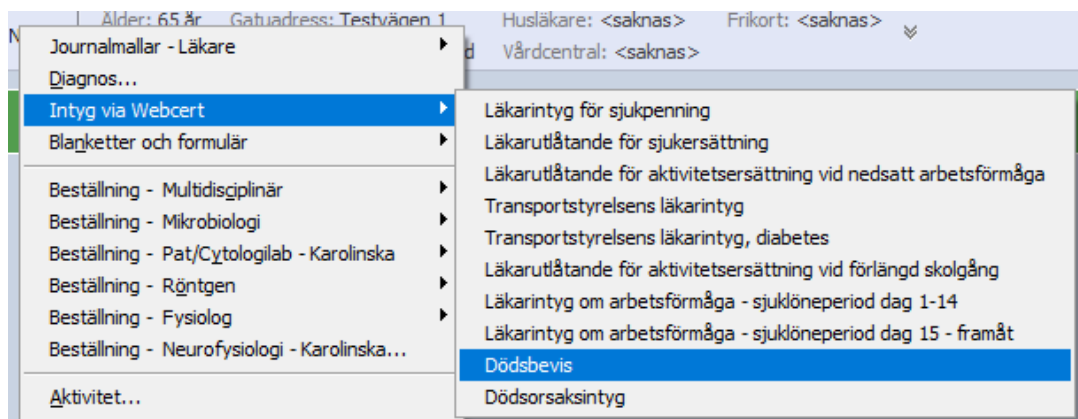 Ålder: 65 år Gatuadress: Testvägen 1 Husläkare: <saknas> Frikort: <saknas>
Vårdcentral: <saknas>
Journalmallar - Läkare
Diagnos...
Intyg via Webcert
Blanketter och formulär
Beställning - Multidisciplinär
Beställning - Mikrobiologi
Beställning - Pat/Cytologilab - Karolinska
Beställning - Röntgen
Beställning - Fysiolog
Beställning - Neurofysiologi - Karolinska...
Aktivitet...
Läkarintyg för sjukpenning
Läkarutlåtande för sjukersättning
Läkarutlåtande för aktivitetsersättning vid nedsatt arbetsförmåga
Transportstyrelsens läkarintyg
Transportstyrelsens läkarintyg, diabetes
Läkarutlåtande för aktivitetsersättning vid förlängd skolgång
Läkarintyg om arbetsförmåga - sjuklöneperiod dag 1-14
Läkarintyg om arbetsförmåga - sjuklöneperiod dag 15 - framåt
Dödsbevis
Dödsorsaksintyg